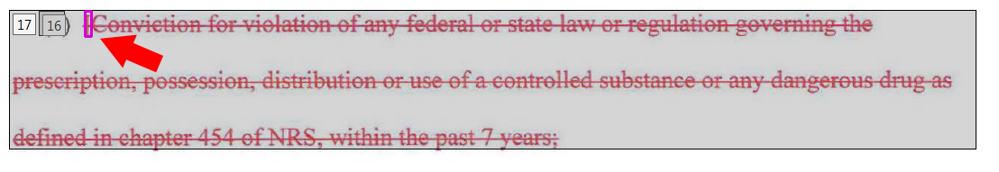 17 16 ) Conviction for violation of any federal or state law or regulation governing the
prescription, possession, distribution or use of a controlled substance or any dangerous drug as
defined in chapter 454 of NRS, within the past 7 years;